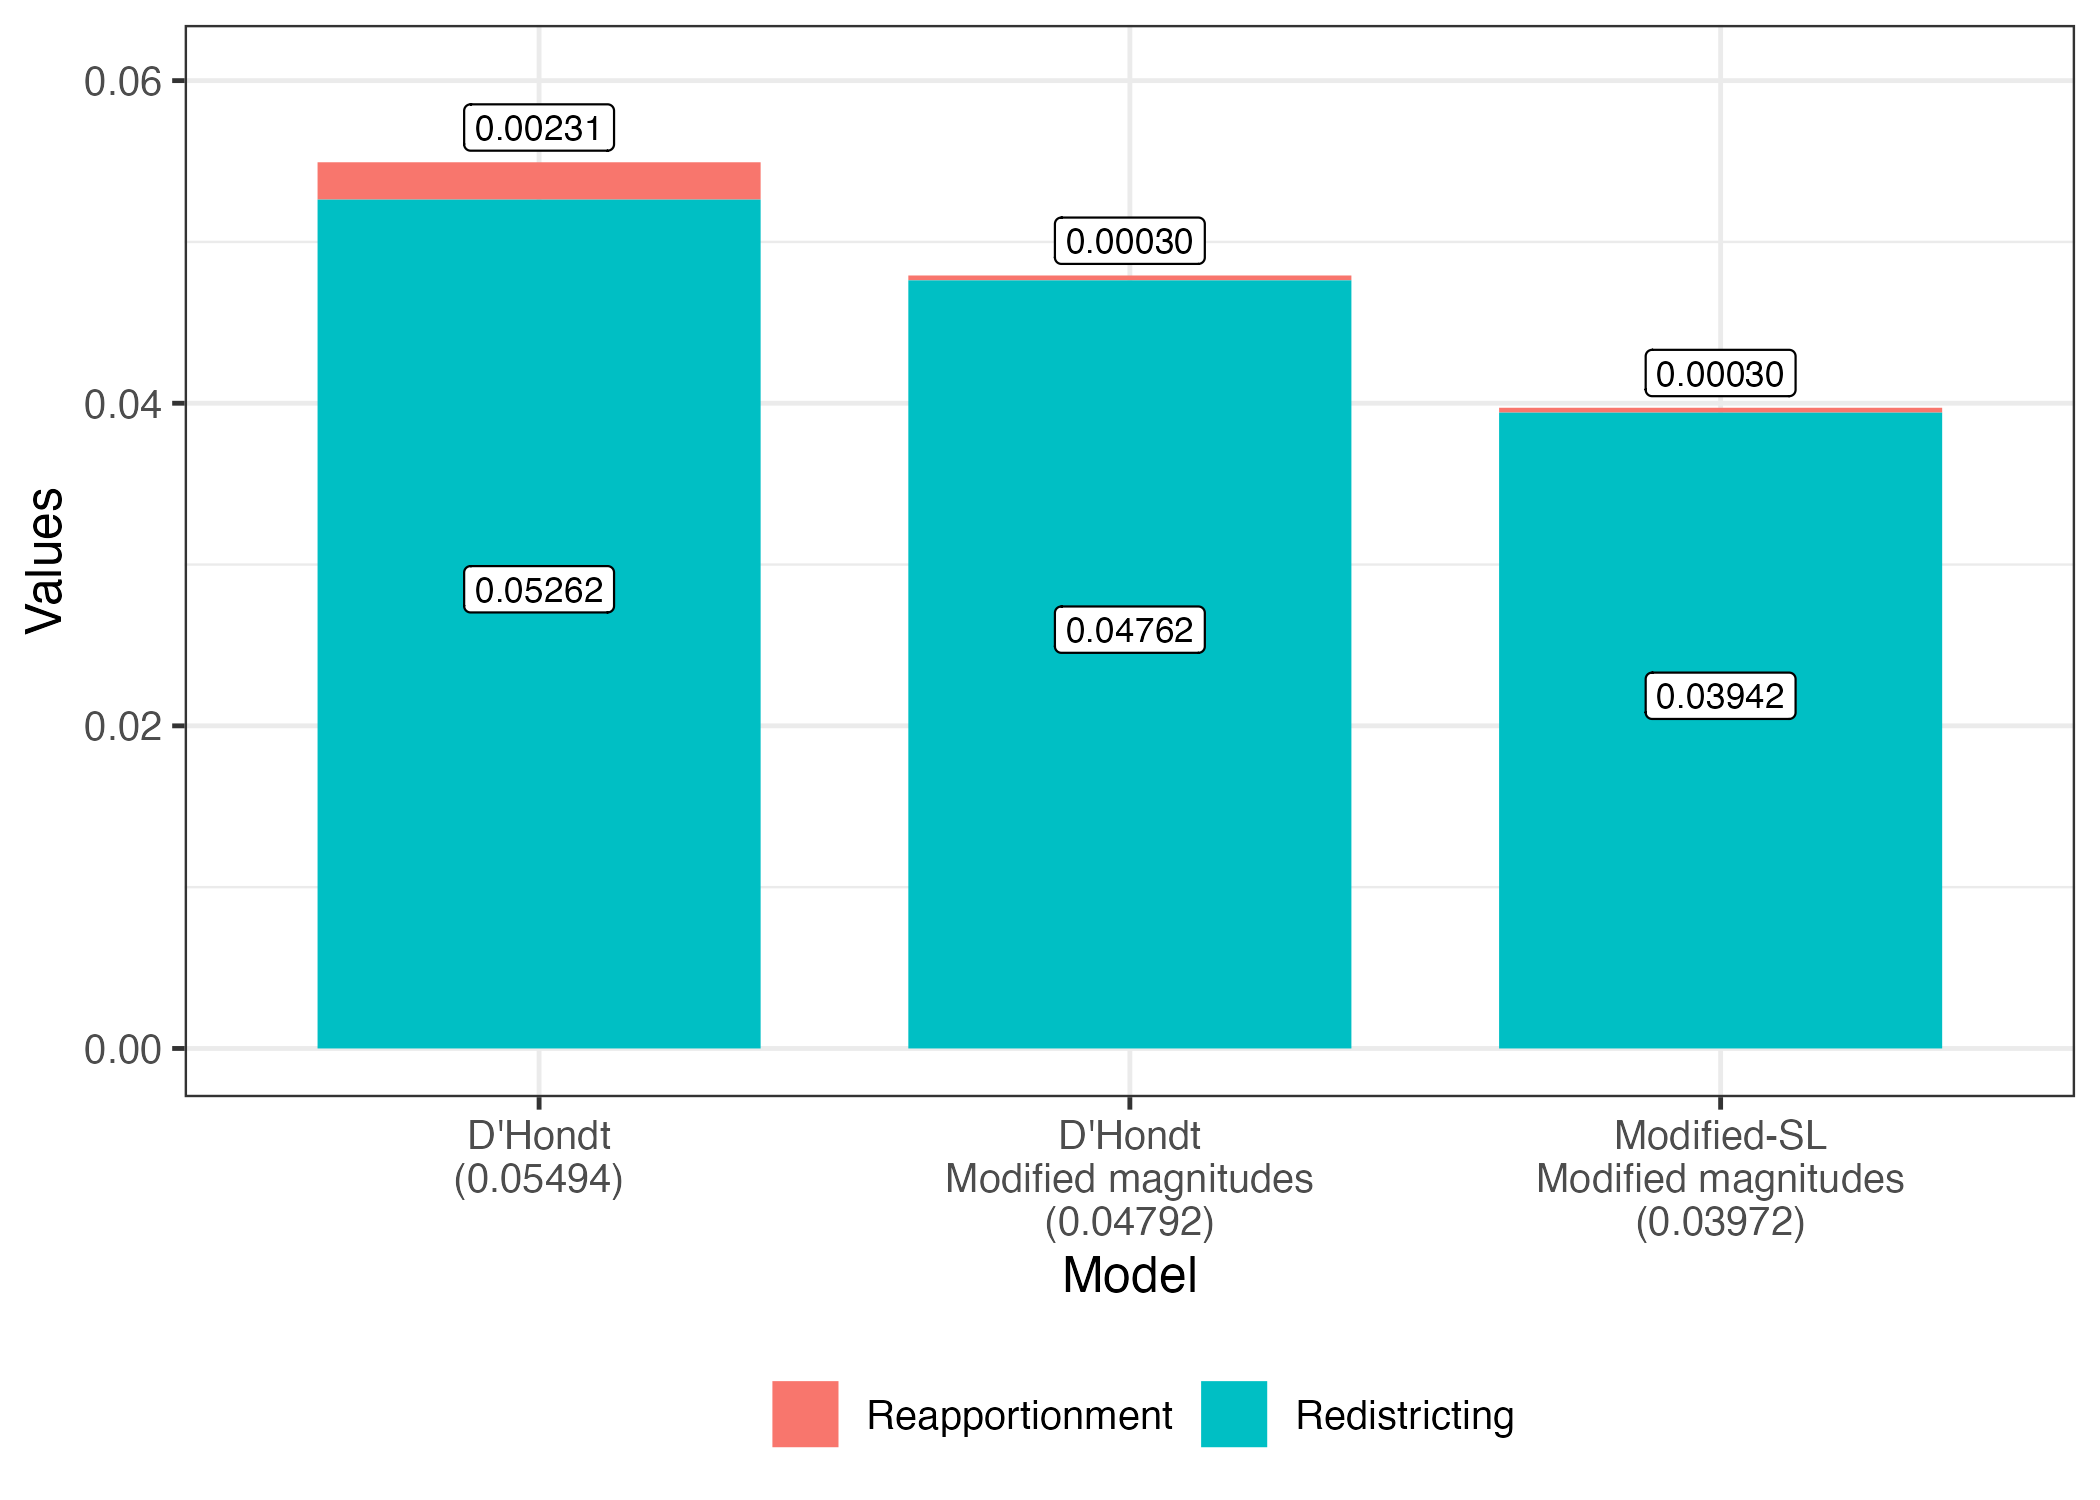 0.06
0.04
0.02
0.00
Values
0.00231
0.05262
0.00030
0.04762
0.00030
0.03942
D'Hondt
(0.05494)
D'Hondt
Modified magnitudes
(0.04792)
Modified-SL
Modified magnitudes
(0.03972)
Model
Reapportionment
Redistricting